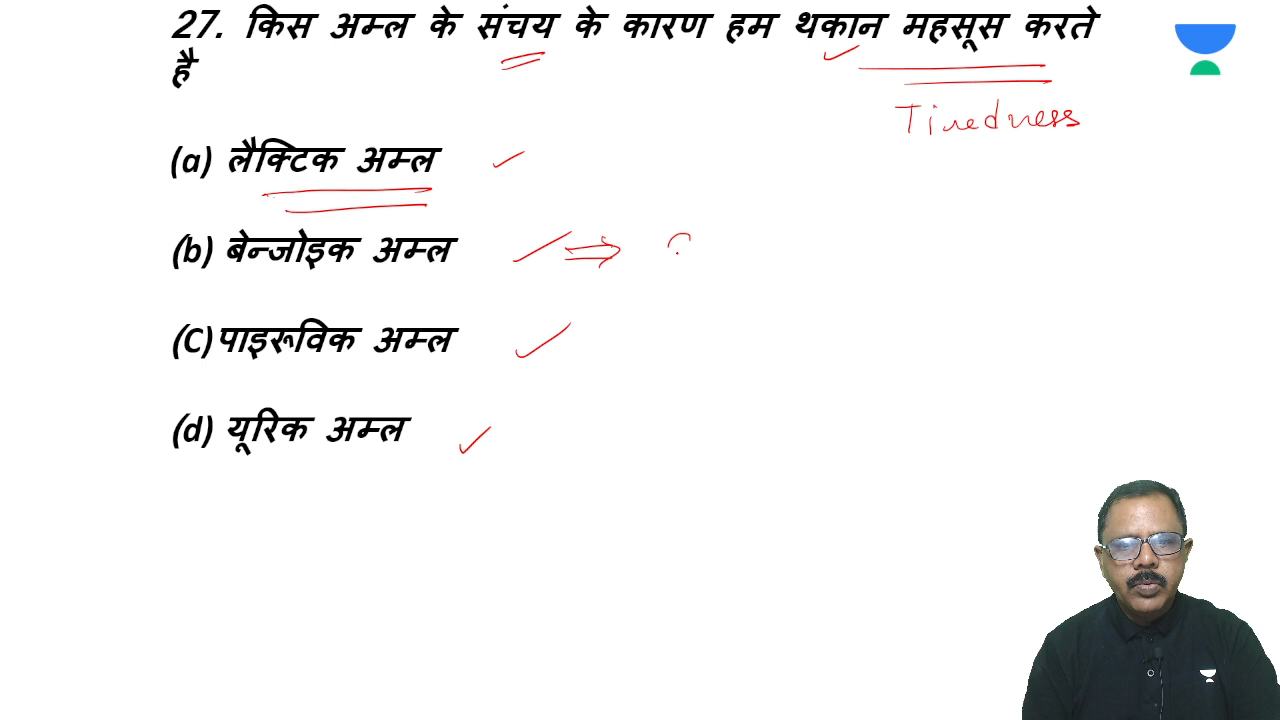 27. किस अम्ल के संचय के कारण हम थकान महसूस करते
है
Tiredness
(a) लैक्टिक अम्ल
(b) बेन्जोइक अम्ल
(C)पाइरूविक अम्ल
(d) यूरिक अम्ल